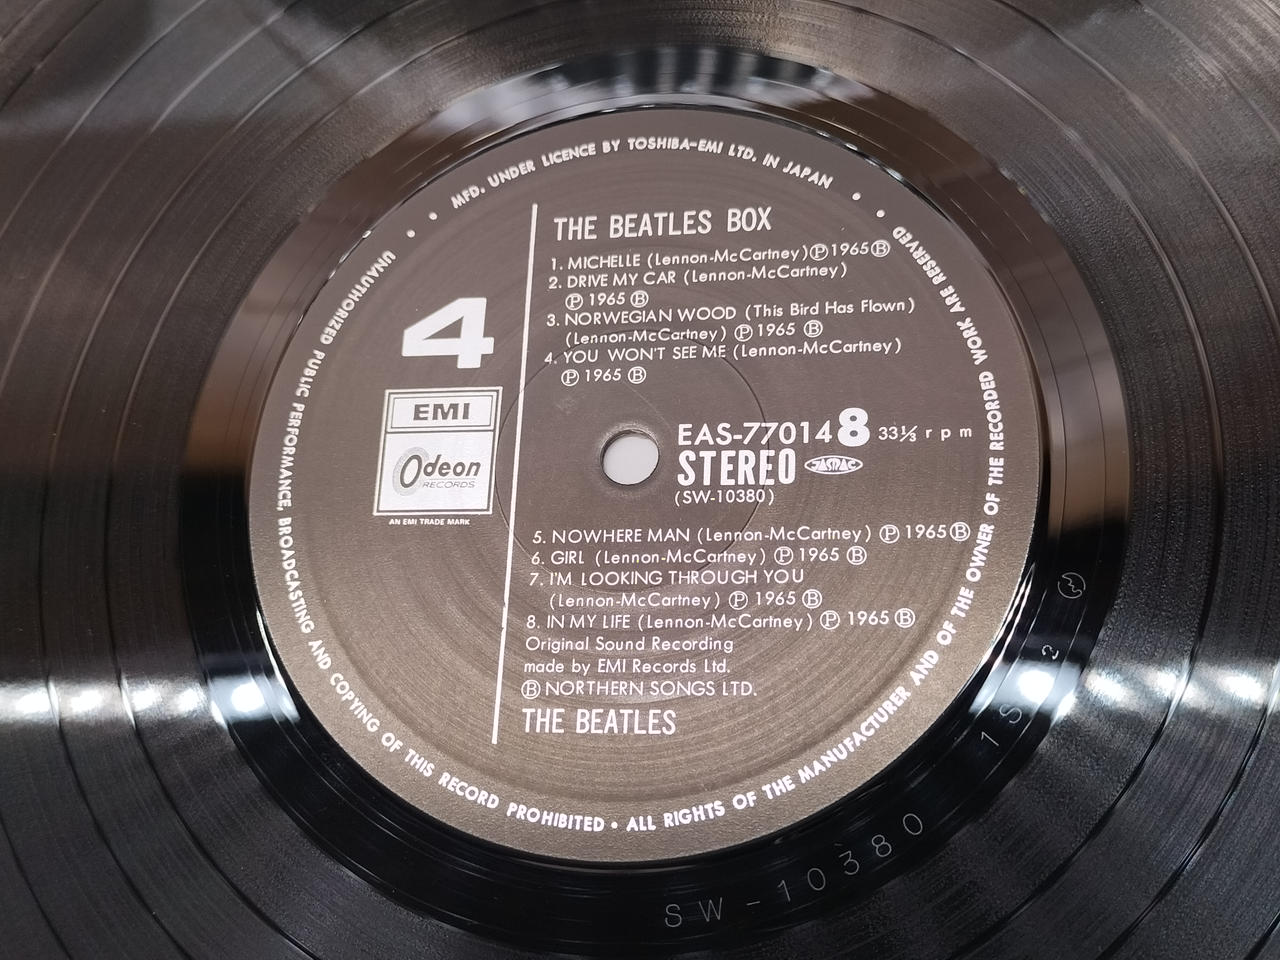 MFD. UNDER LICENCE BY TOSHIBA-EMI LTD. IN JAPAN
THE BEATLES BOX
1. MICHELLE (Lennon-McCartney) Ⓟ 1965 Ⓑ
2. DRIVE MY CAR (Lennon-McCartney)
Ⓟ 1965 Ⓑ
3. NORWEGIAN WOOD (This Bird Has Flown)
(Lennon-McCartney) Ⓟ 1965 Ⓑ
4. YOU WON'T SEE ME (Lennon-McCartney)
Ⓟ 1965 Ⓑ
4
EMI
Odeon
RECORDS
AN EMI TRADE MARK
EAS-770148 33⅓ r p m
STEREO JASRAC
(SW-10380)
5. NOWHERE MAN (Lennon-McCartney) Ⓟ 1965 Ⓑ
6. GIRL (Lennon-McCartney) Ⓟ 1965 Ⓑ
7. I'M LOOKING THROUGH YOU
(Lennon-McCartney) Ⓟ 1965 Ⓑ
8. IN MY LIFE (Lennon-McCartney) Ⓟ 1965 Ⓑ
Original Sound Recording
made by EMI Records Ltd.
Ⓑ NORTHERN SONGS LTD.
THE BEATLES
UNAUTHORIZED PUBLIC PERFORMANCE, BROADCASTING AND COPYING OF THIS RECORD PROHIBITED • ALL RIGHTS OF THE MANUFACTURER AND OF THE OWNER OF THE RECORDED WORK ARE RESERVED
SW-10380 1S 2